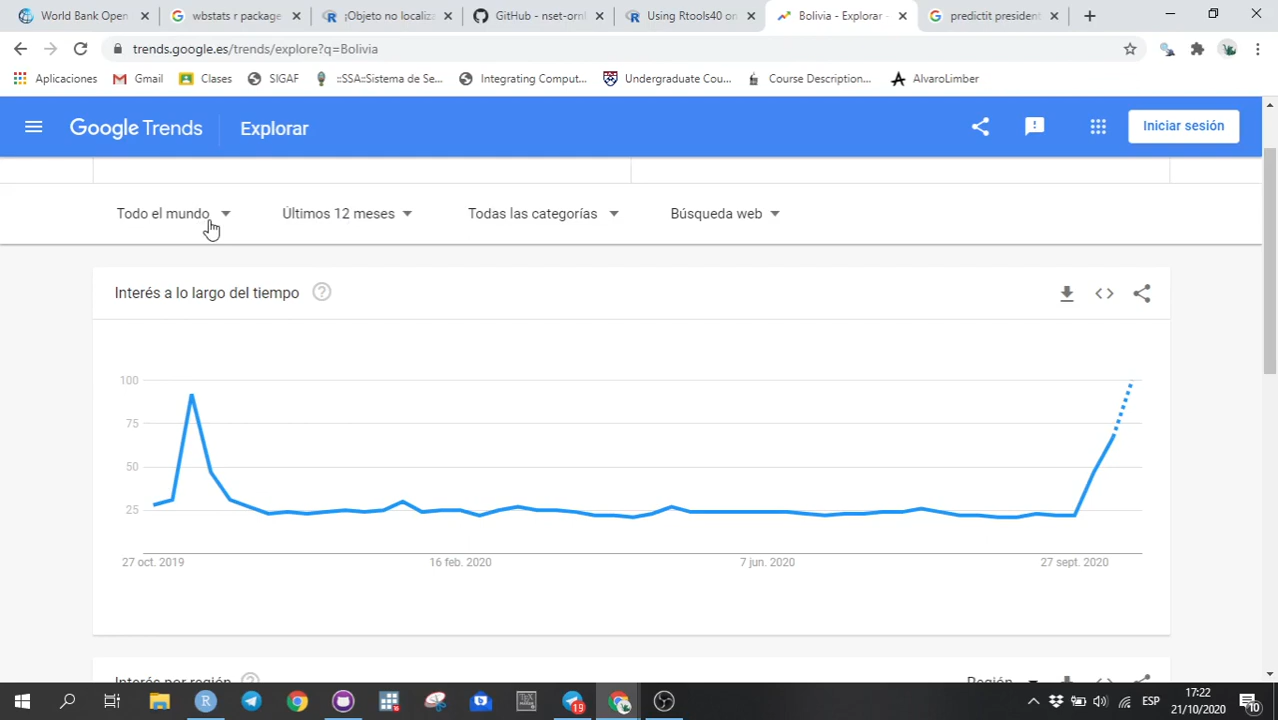 World Bank Open
wbstats r package
¡Objeto no localiza
GitHub - nset-ornl
Using Rtools40 on
Bolivia - Explorar -
predictit president
trends.google.es/trends/explore?q=Bolivia
Aplicaciones
Gmail
Clases
SIGAF
::SSA::Sistema de Se...
Integrating Comput...
Undergraduate Cou...
Course Description...
AlvaroLimber
Google Trends
Explorar
Iniciar sesión
Todo el mundo
Últimos 12 meses
Todas las categorías
Búsqueda web
Interés a lo largo del tiempo
100
75
50
25
27 oct. 2019
16 feb. 2020
7 jun. 2020
27 sept. 2020
Interés por región
Región
19
ESP
17:22
21/10/2020
10